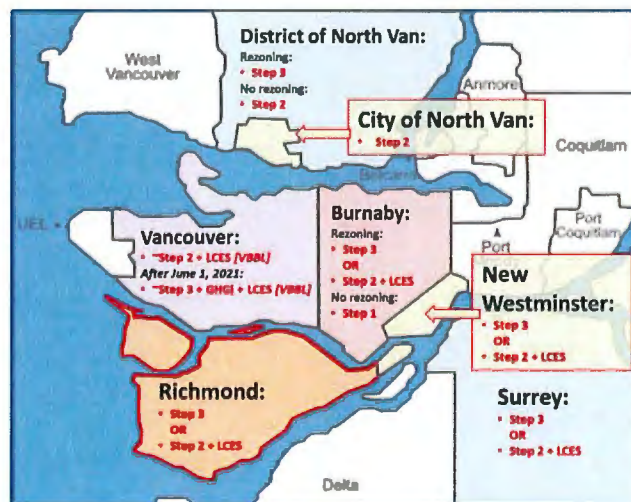 District of North Van:
Rezoning:
• Step 3
No rezoning:
• Step 2
West
Vancouver
Anmore
City of North Van:
• Step 2
Coquitlam
Belcarra
UEL
Vancouver:
• ~Step 2 + LCES [VBBL]
After June 1, 2021:
• ~Step 3 + GHGI + LCES [VBBL]
Burnaby:
Rezoning:
• Step 3
OR
• Step 2 + LCES
No rezoning:
• Step 1
Port
Coquitlam
Port
New
Westminster:
• Step 3
OR
• Step 2 + LCES
Richmond:
• Step 3
OR
• Step 2 + LCES
Surrey:
• Step 3
OR
• Step 2 + LCES
Delta